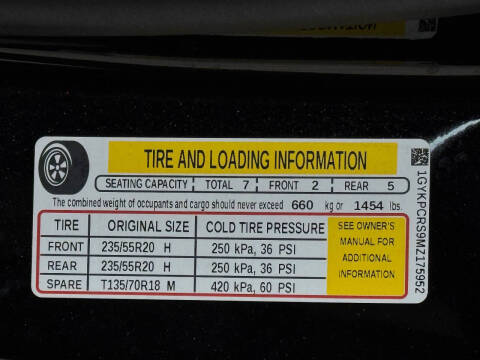 TIRE AND LOADING INFORMATION
SEATING CAPACITY TOTAL 7 FRONT 2 REAR 5
The combined weight of occupants and cargo should never exceed 660 kg or 1454 lbs.
TIRE ORIGINAL SIZE COLD TIRE PRESSURE
FRONT 235/55R20 H 250 kPa, 36 PSI
REAR 235/55R20 H 250 kPa, 36 PSI
SPARE T135/70R18 M 420 kPa, 60 PSI
SEE OWNER'S
MANUAL FOR
ADDITIONAL
INFORMATION
1GYKPCRS9MZ175952